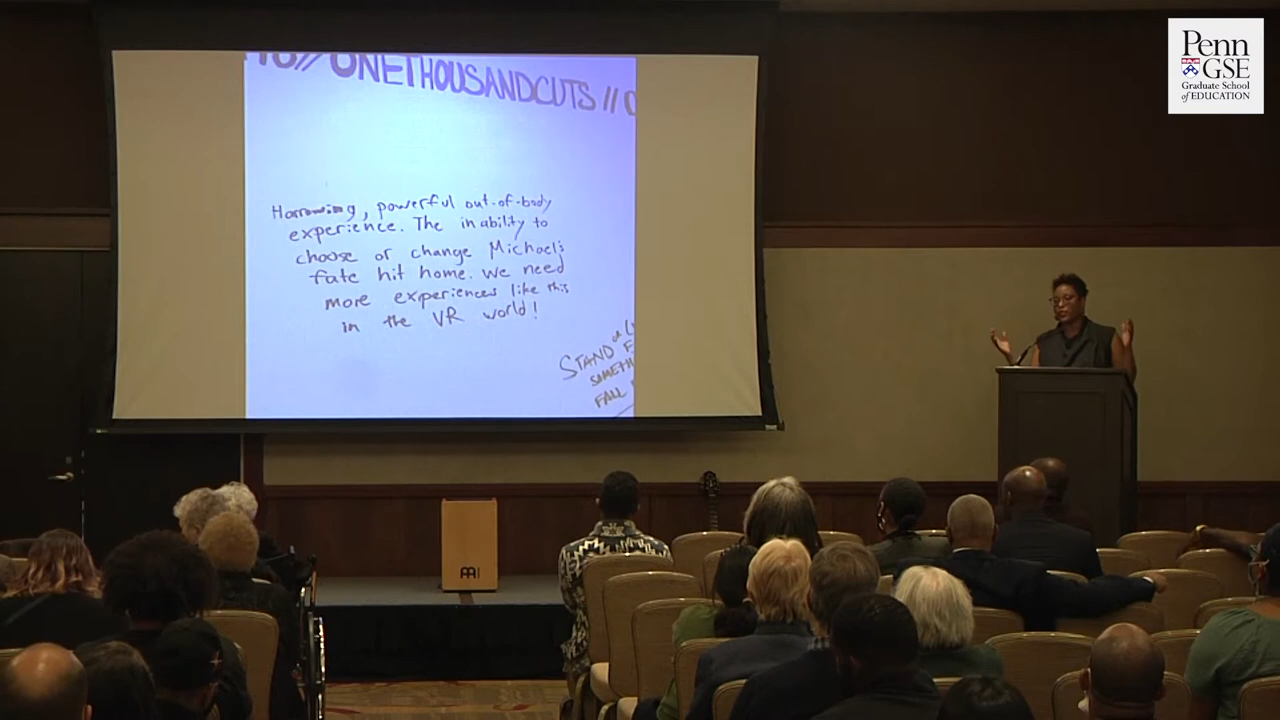 // ONETHOUSANDCUTS //
Harrowing, powerful out-of-body
experience. The inability to
choose or change Michael's
fate hit home. We need
more experiences like this
in the VR world!
STAND
FALL
Penn
GSE
Graduate School
of EDUCATION